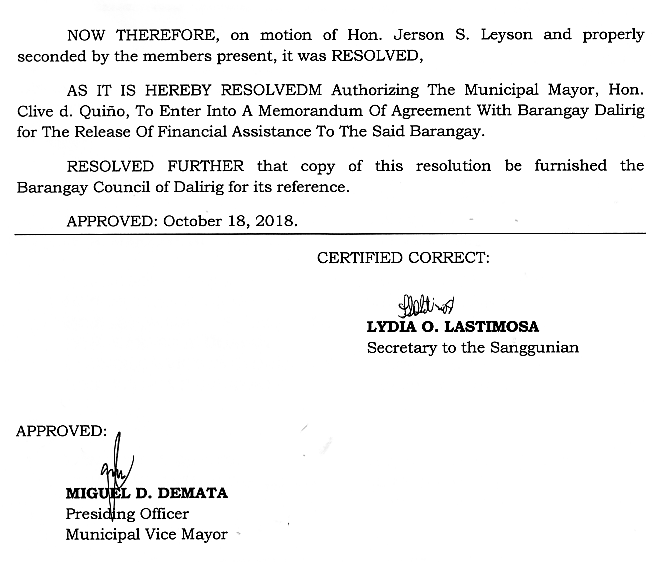 NOW THEREFORE, on motion of Hon. Jerson S. Leyson and properly
seconded by the members present, it was RESOLVED,
AS IT IS HEREBY RESOLVEDM Authorizing The Municipal Mayor, Hon.
Clive d. Quiño, To Enter Into A Memorandum Of Agreement With Barangay Dalirig
for The Release Of Financial Assistance To The Said Barangay.
RESOLVED FURTHER that copy of this resolution be furnished the
Barangay Council of Dalirig for its reference.
APPROVED: October 18, 2018.
CERTIFIED CORRECT:
LYDIA O. LASTIMOSA
Secretary to the Sanggunian
APPROVED:
MIGUEL D. DEMATA
Presiding Officer
Municipal Vice Mayor